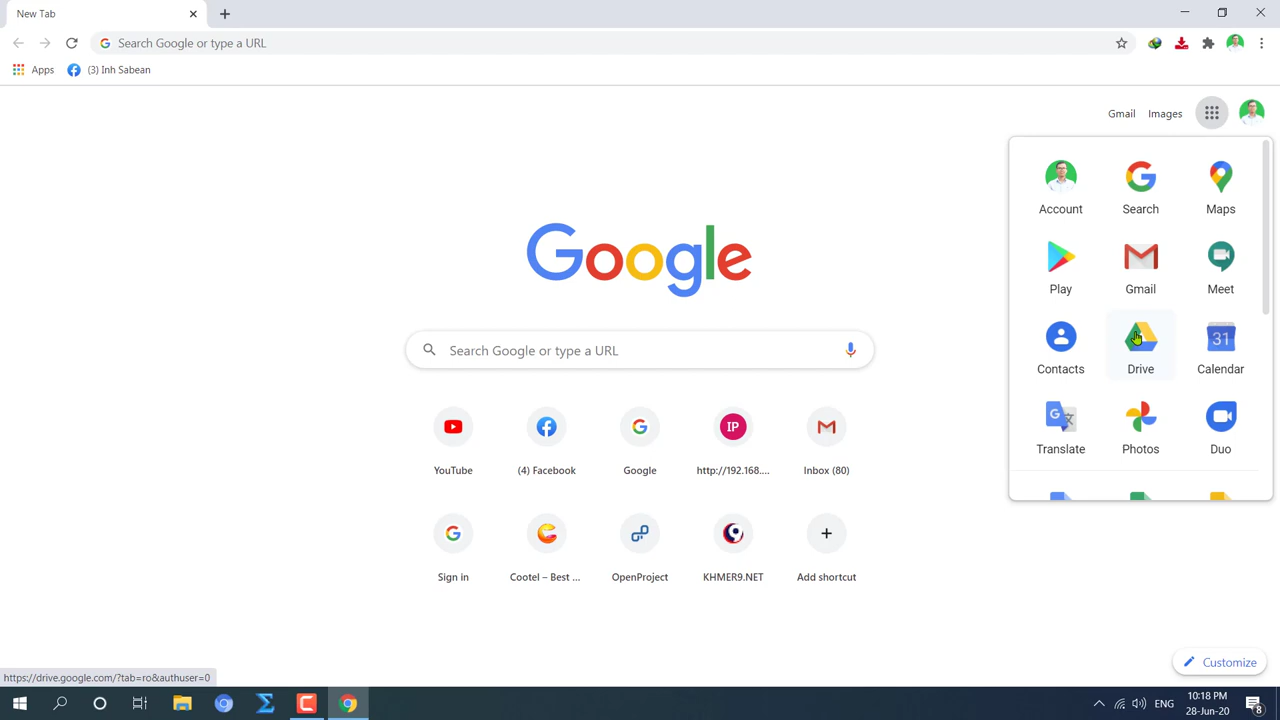 New Tab
Search Google or type a URL
Apps
(3) Inh Sabean
Gmail Images
Account Search Maps
Google
Play Gmail Meet
Search Google or type a URL
Contacts Drive Calendar
31
Translate Photos Duo
IP
YouTube (4) Facebook Google http://192.168.... Inbox (80)
Sign in Cootel – Best ... OpenProject KHMER9.NET Add shortcut
Customize
https://drive.google.com/?tab=ro&authuser=0
ENG
10:18 PM
28-Jun-20
8